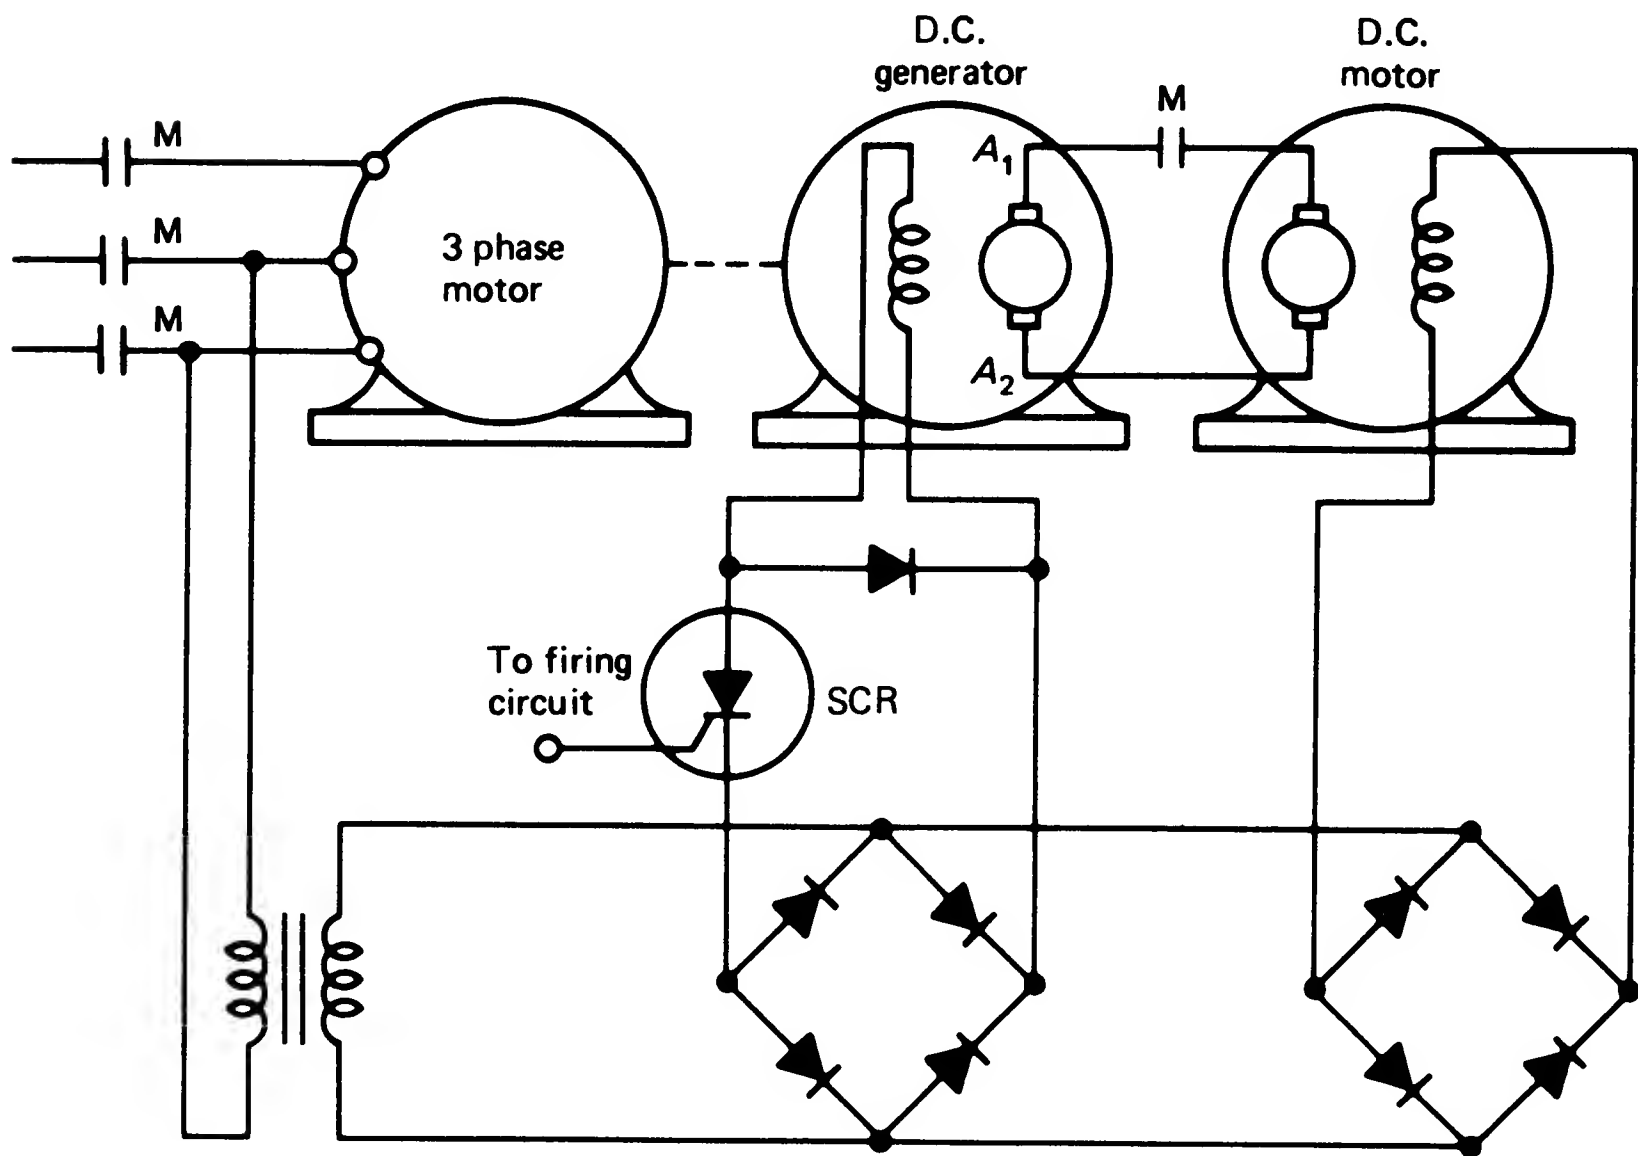 D.C.
generator
D.C.
motor
M
M
A₁
M
3 phase
motor
M
A₂
To firing
circuit
SCR